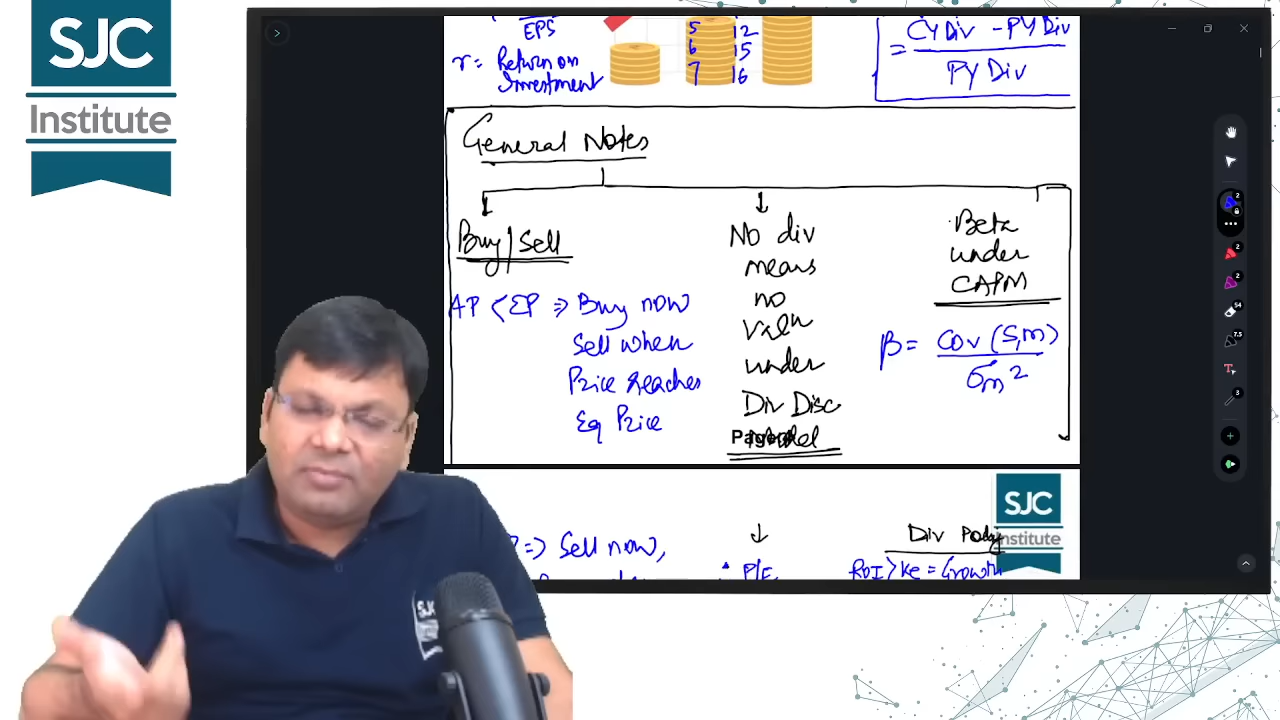 SJC
Institute
EPS
r = Return on
Investment
5 12
6 15
7 16
= CY Div - PY Div
PY Div
General Notes
Buy/Sell
AP < EP => Buy now
Sell when
Price reaches
Eq Price
No div
means
no
Value
under
Div Disc
Model
Beta
under
CAPM
β = Cov (S,m)
σm²
SJC
Institute
=> Sell now,
P/E
Div Policy
ROI > Ke = Growth
SJC